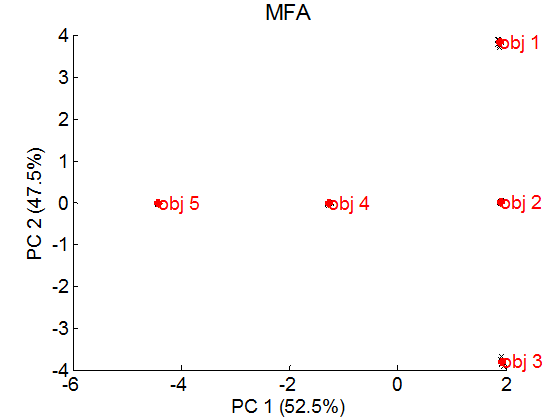 MFA
4
3
2
1
0
-1
-2
-3
-4
PC 2 (47.5%)
obj 1
obj 5
obj 4
obj 2
obj 3
-6
-4
-2
0
2
PC 1 (52.5%)